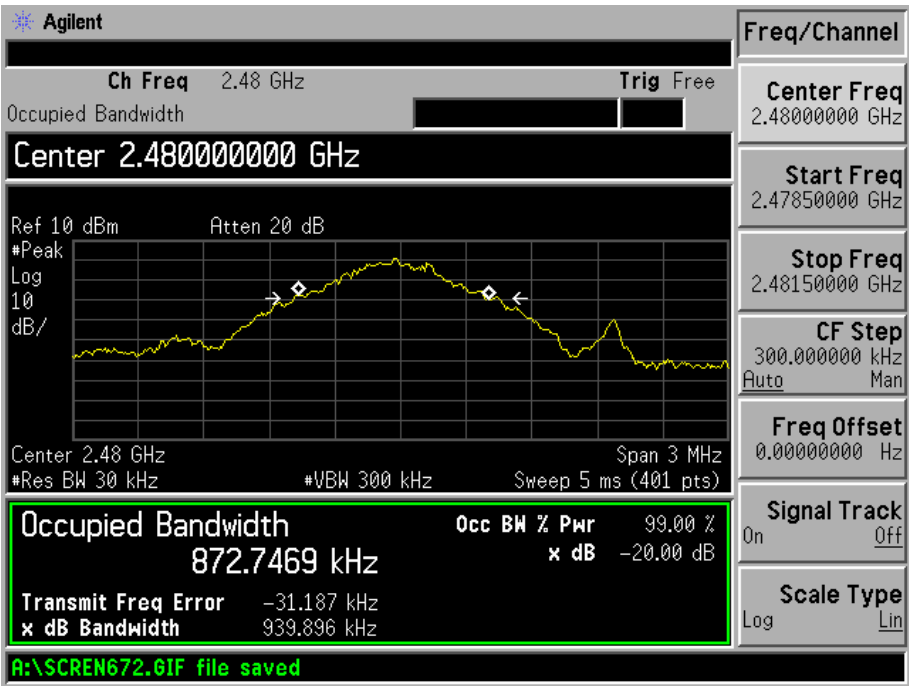 Agilent
Freq/Channel
Ch Freq 2.48 GHz Trig Free
Occupied Bandwidth
Center 2.480000000 GHz
Ref 10 dBm Atten 20 dB
#Peak
Log
10
dB/
Center 2.48 GHz Span 3 MHz
#Res BW 30 kHz #VBW 300 kHz Sweep 5 ms (401 pts)
Occupied Bandwidth
872.7469 kHz
Occ BW % Pwr 99.00 %
x dB -20.00 dB
Transmit Freq Error -31.187 kHz
x dB Bandwidth 939.896 kHz
A:\SCREN672.GIF file saved
Center Freq
2.48000000 GHz
Start Freq
2.47850000 GHz
Stop Freq
2.48150000 GHz
CF Step
300.000000 kHz
Auto Man
Freq Offset
0.00000000 Hz
Signal Track
On Off
Scale Type
Log Lin